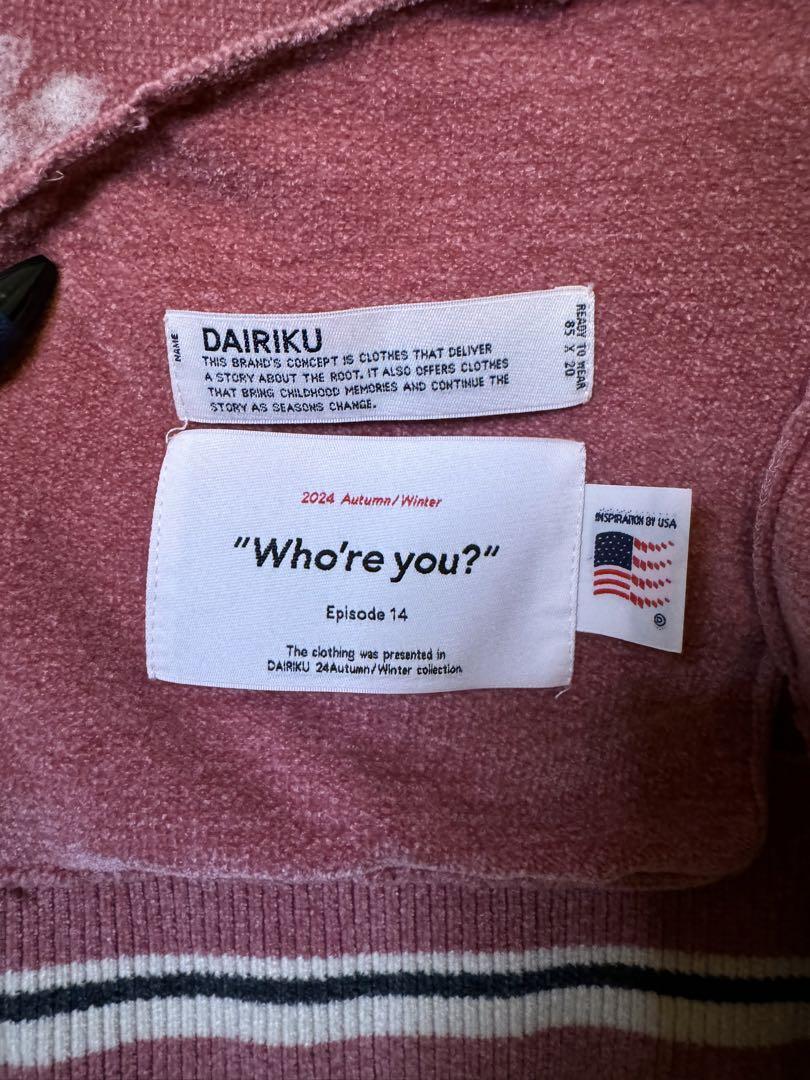 NAME
DAIRIKU
THIS BRAND'S CONCEPT IS CLOTHES THAT DELIVER
A STORY ABOUT THE ROOT. IT ALSO OFFERS CLOTHES
THAT BRING CHILDHOOD MEMORIES AND CONTINUE THE
STORY AS SEASONS CHANGE.
READY TO WEAR
85 X 20
2024 Autumn/Winter
"Who're you?"
Episode 14
The clothing was presented in
DAIRIKU 24Autumn/Winter collection
INSPIRATION BY USA